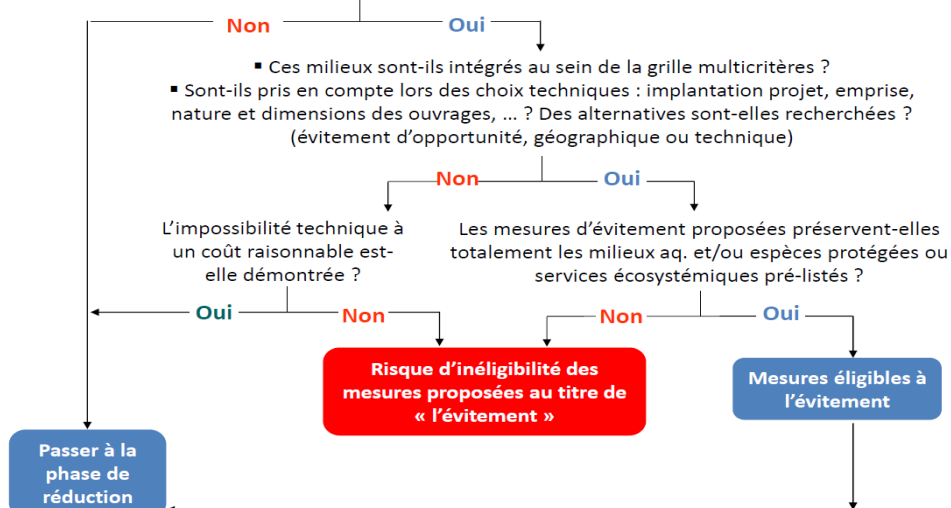 Non
Oui
▪ Ces milieux sont-ils intégrés au sein de la grille multicritères ?
▪ Sont-ils pris en compte lors des choix techniques : implantation projet, emprise,
nature et dimensions des ouvrages, ... ? Des alternatives sont-elles recherchées ?
(évitement d’opportunité, géographique ou technique)
Non
Oui
L’impossibilité technique à
un coût raisonnable est-
elle démontrée ?
Les mesures d’évitement proposées préservent-elles
totalement les milieux aq. et/ou espèces protégées ou
services écosystémiques pré-listés ?
Oui
Non
Non
Oui
Risque d’inéligibilité des
mesures proposées au titre de
« l’évitement »
Mesures éligibles à
l’évitement
Passer à la
phase de
réduction